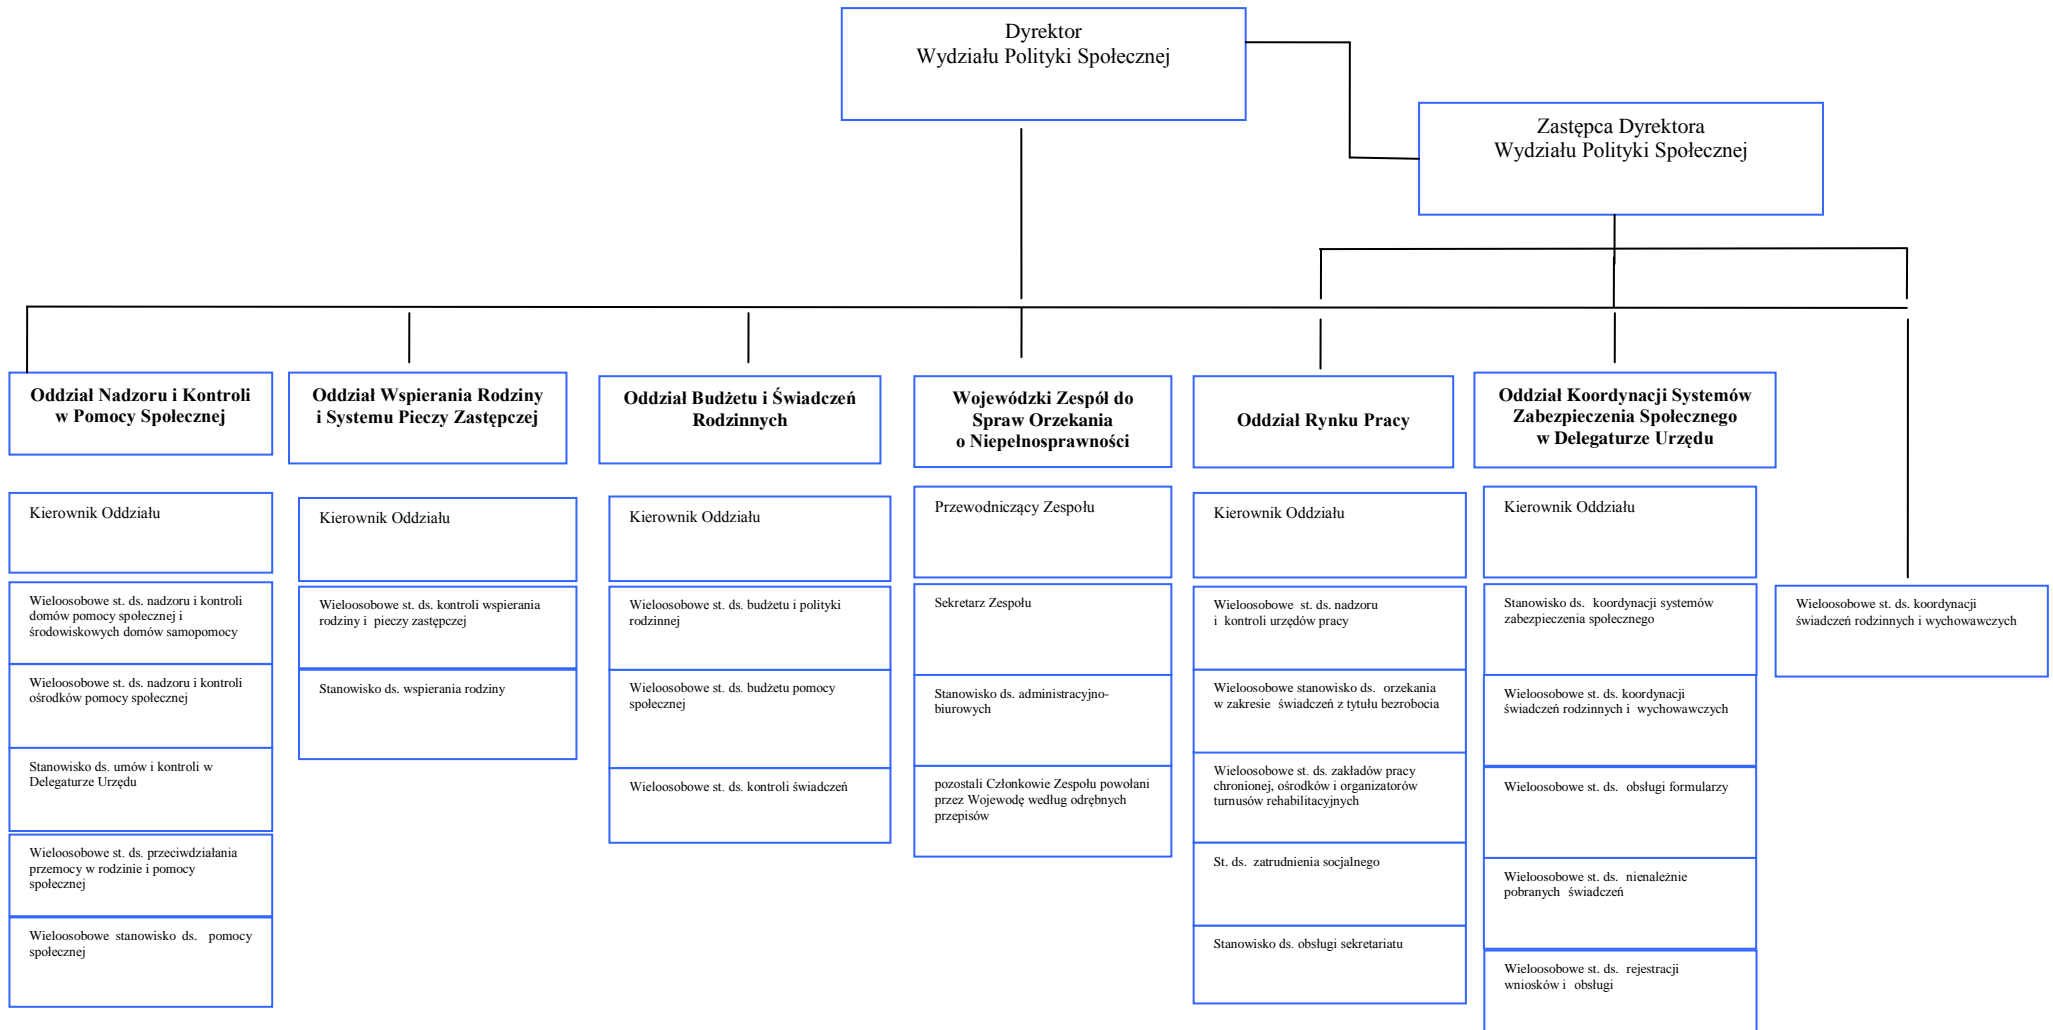 Dyrektor
Wydziału Polityki Społecznej
Zastępca Dyrektora
Wydziału Polityki Społecznej
Oddział Nadzoru i Kontroli
w Pomocy Społecznej
Kierownik Oddziału
Wieloosobowe st. ds. nadzoru i kontroli
domów pomocy społecznej i
środowiskowych domów samopomocy
Wieloosobowe st. ds. nadzoru i kontroli
ośrodków pomocy społecznej
Stanowisko ds. umów i kontroli w
Delegaturze Urzędu
Wieloosobowe st. ds. przeciwdziałania
przemocy w rodzinie i pomocy
społecznej
Wieloosobowe stanowisko ds. pomocy
społecznej
Oddział Wspierania Rodziny
i Systemu Pieczy Zastępczej
Kierownik Oddziału
Wieloosobowe st. ds. kontroli wspierania
rodziny i pieczy zastępczej
Stanowisko ds. wspierania rodziny
Oddział Budżetu i Świadczeń
Rodzinnych
Kierownik Oddziału
Wieloosobowe st. ds. budżetu i polityki
rodzinnej
Wieloosobowe st. ds. budżetu pomocy
społecznej
Wieloosobowe st. ds. kontroli świadczeń
Wojewódzki Zespół do
Spraw Orzekania
o Niepełnosprawności
Przewodniczący Zespołu
Sekretarz Zespołu
Stanowisko ds. administracyjno-
biurowych
pozostali Członkowie Zespołu powołani
przez Wojewodę według odrębnych
przepisów
Oddział Rynku Pracy
Kierownik Oddziału
Wieloosobowe st. ds. nadzoru
i kontroli urzędów pracy
Wieloosobowe stanowisko ds. orzekania
w zakresie świadczeń z tytułu bezrobocia
Wieloosobowe st. ds. zakładów pracy
chronionej, ośrodków i organizatorów
turnusów rehabilitacyjnych
St. ds. zatrudnienia socjalnego
Stanowisko ds. obsługi sekretariatu
Oddział Koordynacji Systemów
Zabezpieczenia Społecznego
w Delegaturze Urzędu
Kierownik Oddziału
Stanowisko ds. koordynacji systemów
zabezpieczenia społecznego
Wieloosobowe st. ds. koordynacji
świadczeń rodzinnych i wychowawczych
Wieloosobowe st. ds. obsługi formularzy
Wieloosobowe st. ds. nienależnie
pobranych świadczeń
Wieloosobowe st. ds. rejestracji
wniosków i obsługi
Wieloosobowe st. ds. koordynacji
świadczeń rodzinnych i wychowawczych